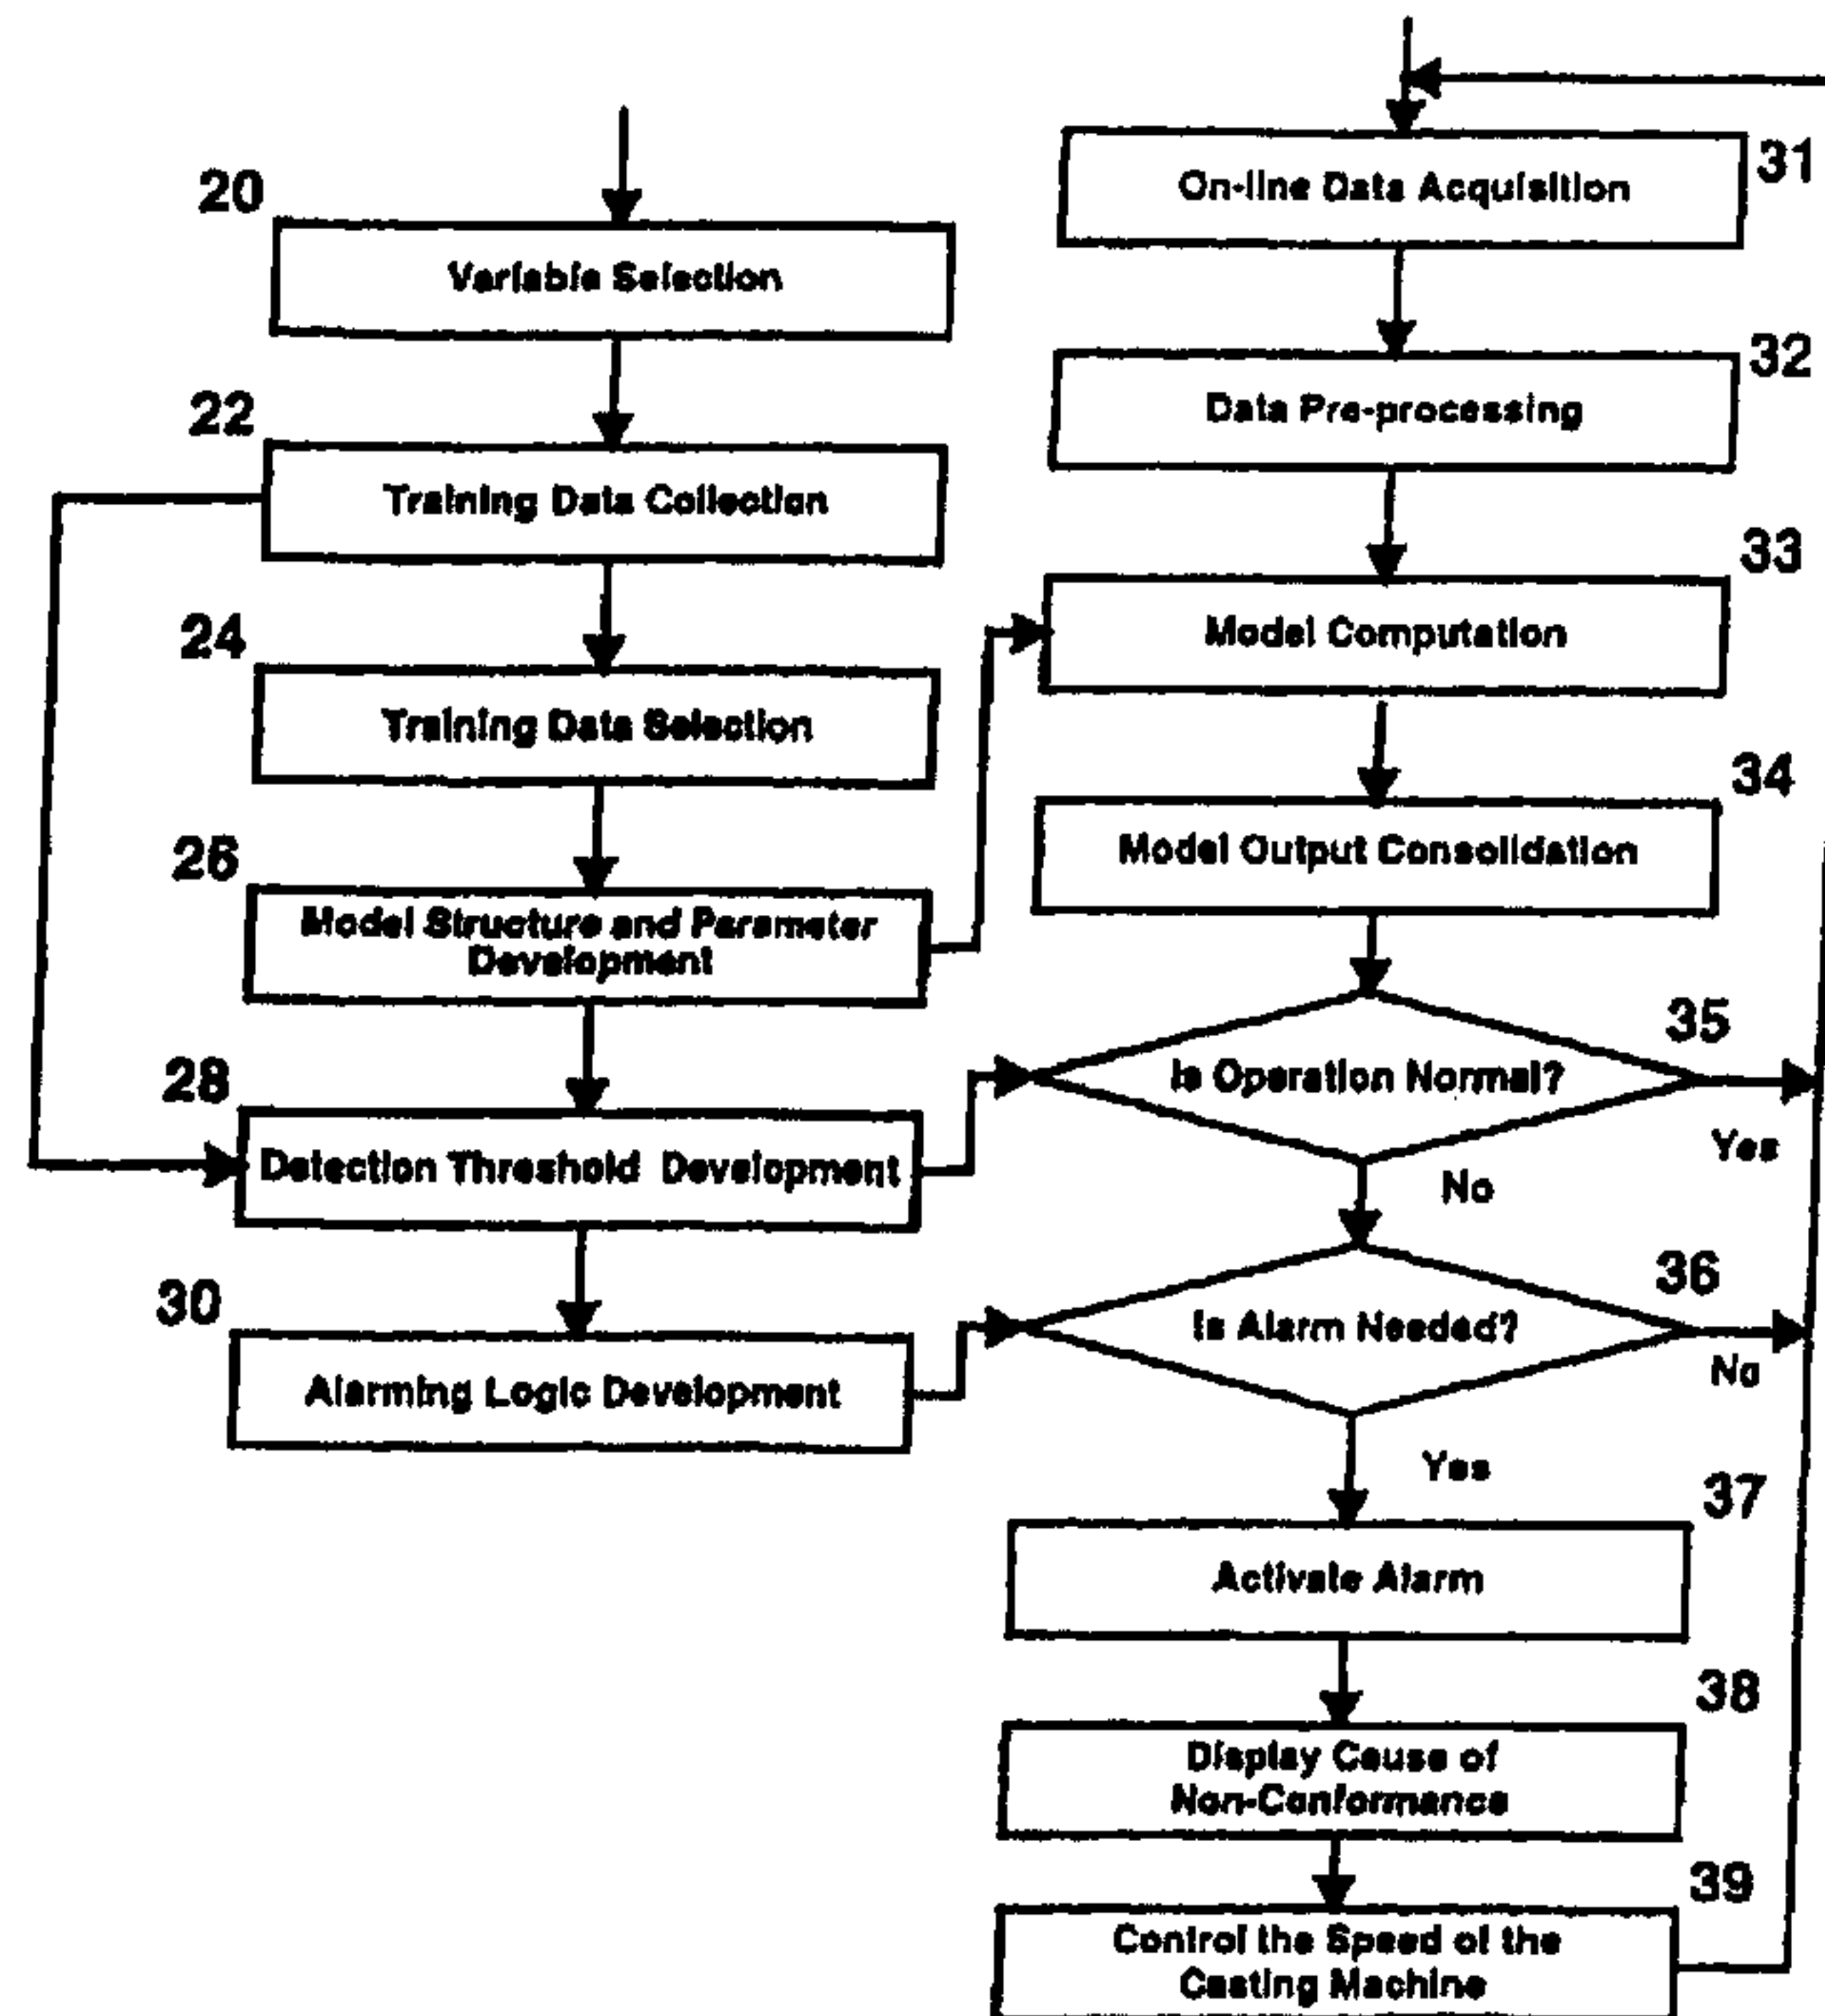 20
Variable Selection
22
Training Data Collection
24
Training Data Selection
26
Model Structure and Parameter
Development
28
Detection Threshold Development
30
Alarming Logic Development
31
On-line Data Acquisition
32
Data Pre-processing
33
Model Computation
34
Model Output Consolidation
35
Is Operation Normal?
Yes
No
36
Is Alarm Needed?
No
Yes
37
Activate Alarm
38
Display Cause of
Non-Conformance
39
Control the Speed of the
Casting Machine